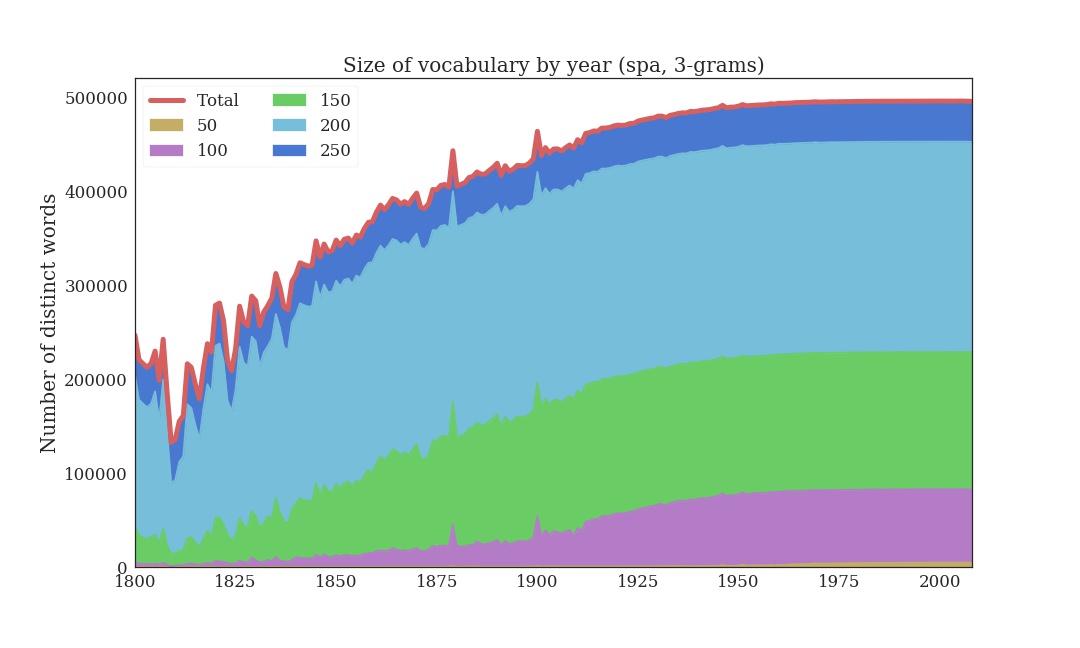 Size of vocabulary by year (spa, 3-grams)
Number of distinct words
500000
400000
300000
200000
100000
0
Total
50
100
150
200
250
1800 1825 1850 1875 1900 1925 1950 1975 2000